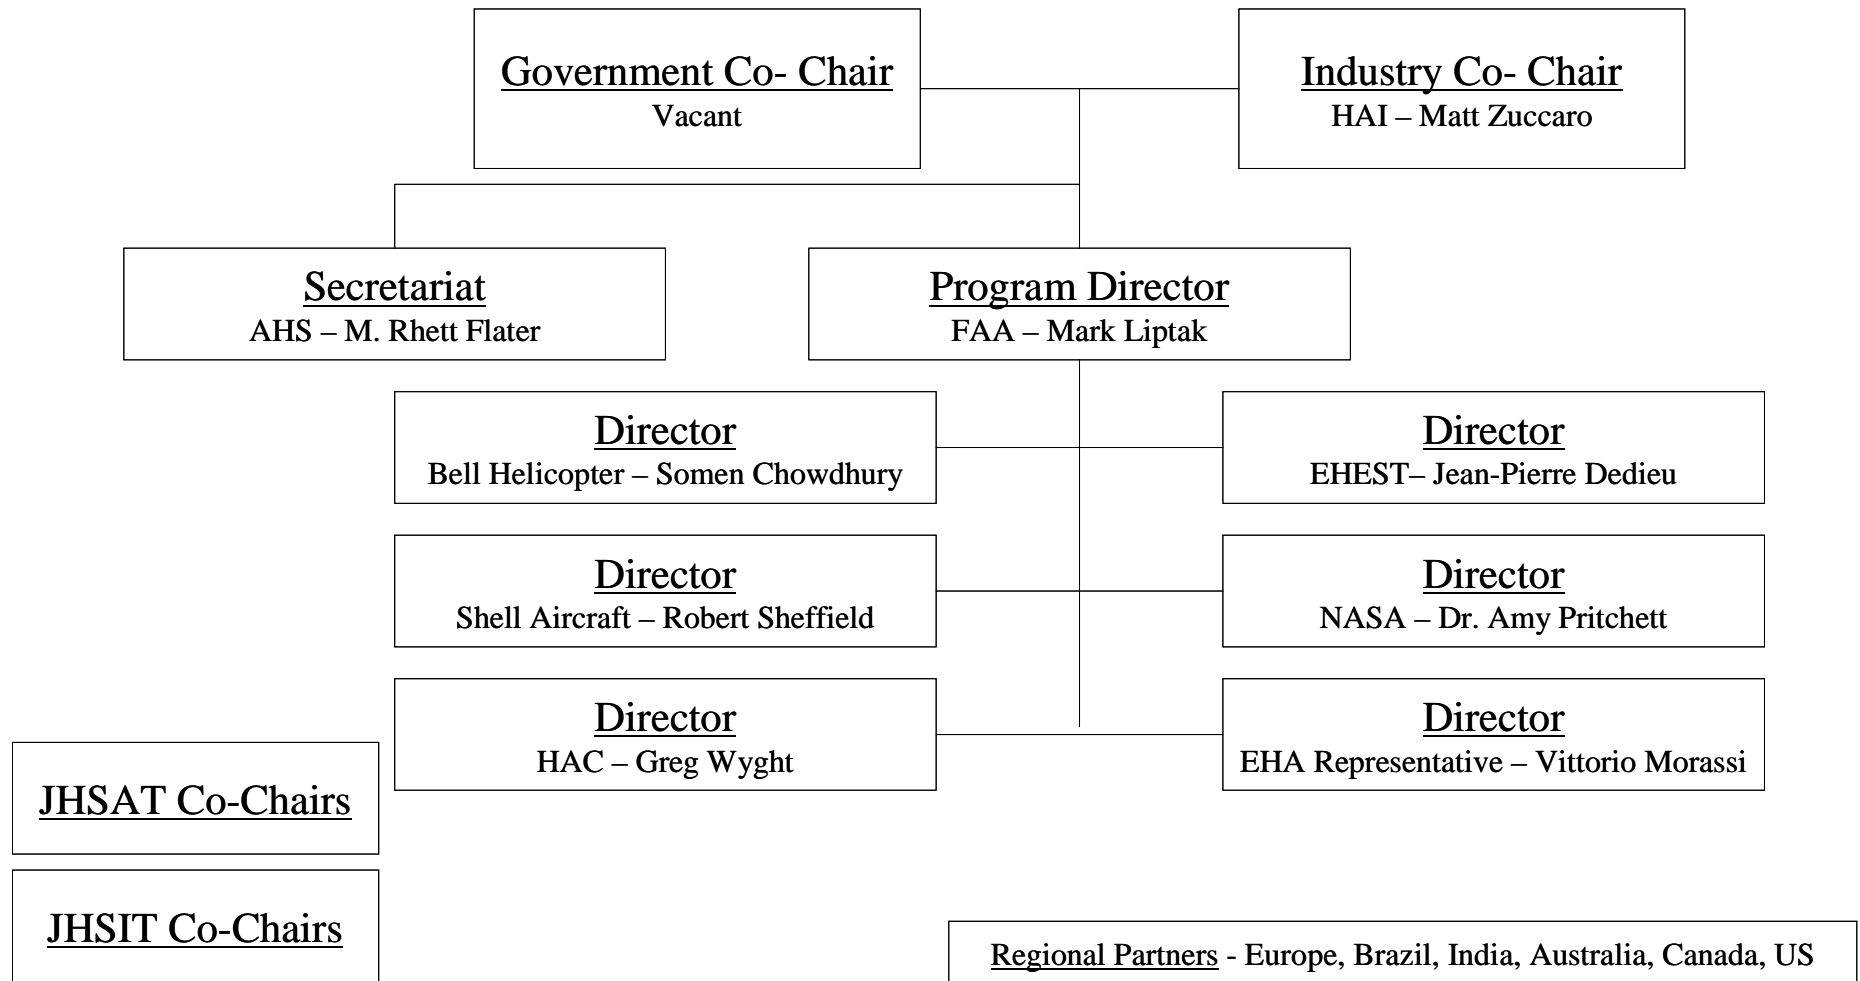 Government Co- Chair
Vacant
Industry Co- Chair
HAI – Matt Zuccaro
Secretariat
AHS – M. Rhett Flater
Program Director
FAA – Mark Liptak
Director
Bell Helicopter – Somen Chowdhury
Director
EHEST– Jean-Pierre Dedieu
Director
Shell Aircraft – Robert Sheffield
Director
NASA – Dr. Amy Pritchett
Director
HAC – Greg Wyght
Director
EHA Representative – Vittorio Morassi
JHSAT Co-Chairs
JHSIT Co-Chairs
Regional Partners - Europe, Brazil, India, Australia, Canada, US